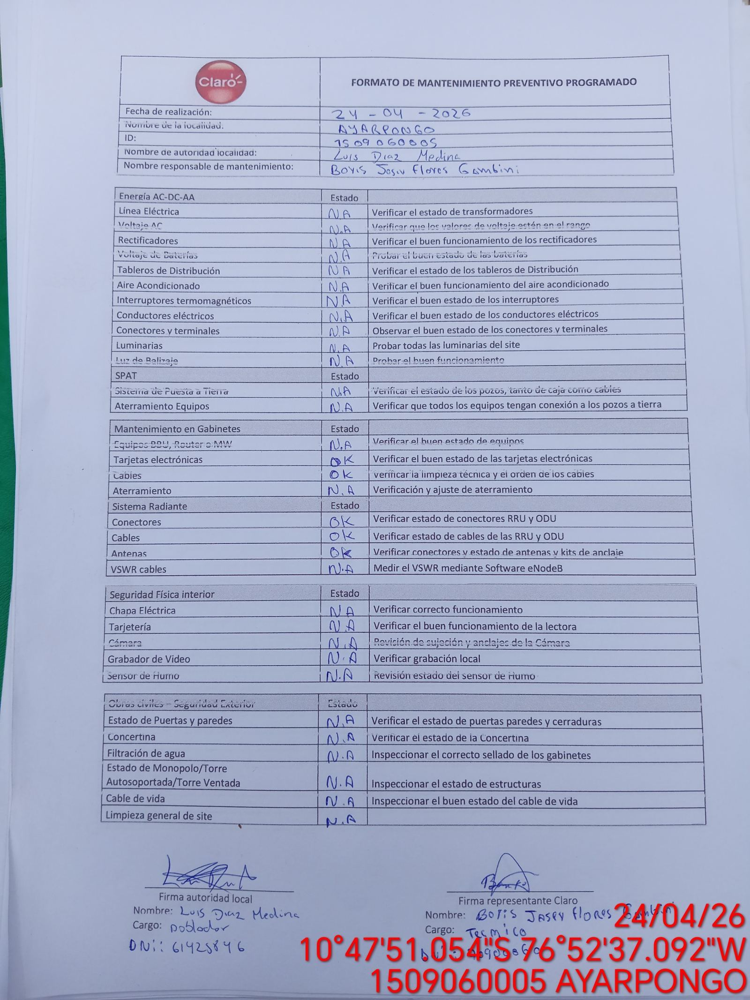 Claro
FORMATO DE MANTENIMIENTO PREVENTIVO PROGRAMADO
Fecha de realización: 24 - 04 - 2026
Nombre de la localidad. AYARPONGO
ID: 1509060005
Nombre de autoridad localidad: Luis Diaz Medina
Nombre responsable de mantenimiento: Boris Jasev Flores Gambini
Energía AC-DC-AA Estado
Línea Eléctrica N A Verificar el estado de transformadores
Voltaje AC N.A Verificar que los valores de voltaje están en el rango
Rectificadores N A Verificar el buen funcionamiento de los rectificadores
Voltaje de Baterías N.A Probar el buen estado de las baterías
Tableros de Distribución N A Verificar el estado de los tableros de Distribución
Aire Acondicionado N.A Verificar el buen funcionamiento del aire acondicionado
Interruptores termomagnéticos N.A Verificar el buen estado de los interruptores
Conductores eléctricos N.A Verificar el buen estado de los conductores eléctricos
Conectores y terminales N.A Observar el buen estado de los conectores y terminales
Luminarias N.A Probar todas las luminarias del site
Luz de Balizaje N.A Probar el buen funcionamiento
SPAT Estado
Sistema de Puesta a Tierra N.A Verificar el estado de los pozos, tanto de caja como cables
Aterramiento Equipos N.A Verificar que todos los equipos tengan conexión a los pozos a tierra
Mantenimiento en Gabinetes Estado
Equipos BBU, Router o MW N.A Verificar el buen estado de equipos
Tarjetas electrónicas OK Verificar el buen estado de las tarjetas electrónicas
Cables OK verificar la limpieza técnica y el orden de los cables
Aterramiento N.A Verificación y ajuste de aterramiento
Sistema Radiante Estado
Conectores OK Verificar estado de conectores RRU y ODU
Cables OK Verificar estado de cables de las RRU y ODU
Antenas OK Verificar conectores y estado de antenas y kits de anclaje
VSWR cables N.A Medir el VSWR mediante Software eNodeB
Seguridad Física interior Estado
Chapa Eléctrica N A Verificar correcto funcionamiento
Tarjetería N.A Verificar el buen funcionamiento de la lectora
Cámara N.A Revisión de sujeción y anclajes de la Cámara
Grabador de Video N.A Verificar grabación local
Sensor de Humo N.A Revisión estado del sensor de Humo
Obras civiles – Seguridad Exterior Estado
Estado de Puertas y paredes N.A Verificar el estado de puertas paredes y cerraduras
Concertina N.A Verificar el estado de la Concertina
Filtración de agua N.A Inspeccionar el correcto sellado de los gabinetes
Estado de Monopolo/Torre
Autosoportada/Torre Ventada N.A Inspeccionar el estado de estructuras
Cable de vida N.A Inspeccionar el buen estado del cable de vida
Limpieza general de site N.A
Firma autoridad local
Nombre: Luis Diaz Medina
Cargo: poblador
DNi: 61425846
Firma representante Claro
Nombre: Boris Jasev Flores Gambini
Cargo: Tecmico
24/04/26
10°47'51.054"S 76°52'37.092"W
1509060005 AYARPONGO